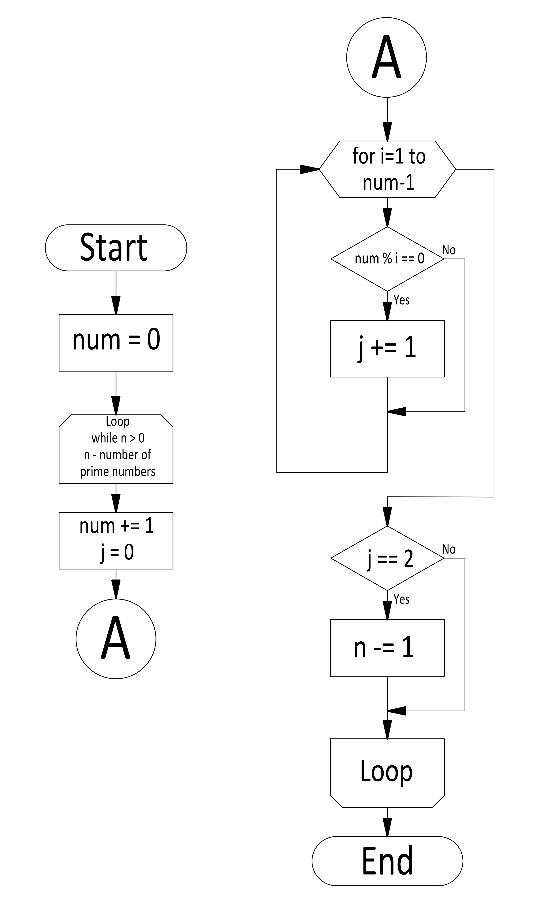 Start
num = 0
Loop
while n > 0
n - number of
prime numbers
num += 1
j = 0
A
A
for i=1 to
num-1
num % i == 0
No
Yes
j += 1
j == 2
No
Yes
n -= 1
Loop
End